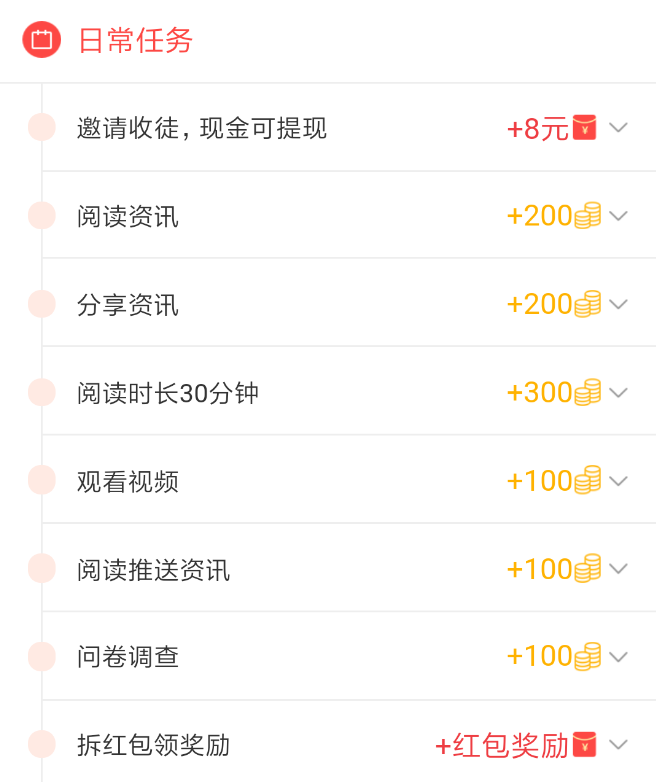 日常任务
邀请收徒，现金可提现 +8元
阅读资讯 +200
分享资讯 +200
阅读时长30分钟 +300
观看视频 +100
阅读推送资讯 +100
问卷调查 +100
拆红包领奖励 +红包奖励